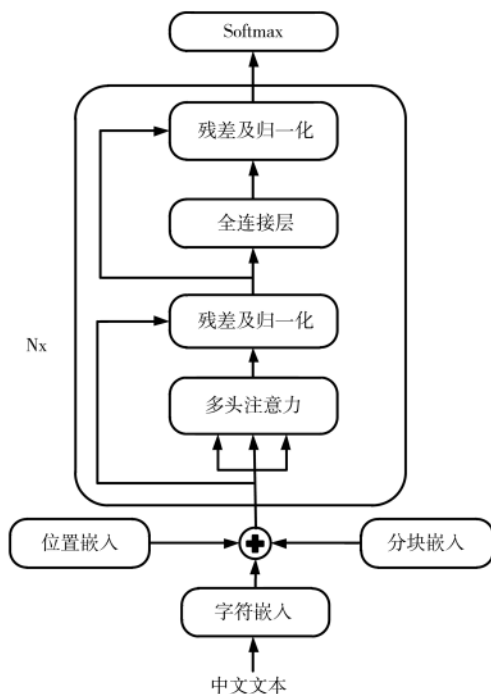 Softmax
残差及归一化
全连接层
残差及归一化
Nx
多头注意力
位置嵌入
分块嵌入
字符嵌入
中文文本